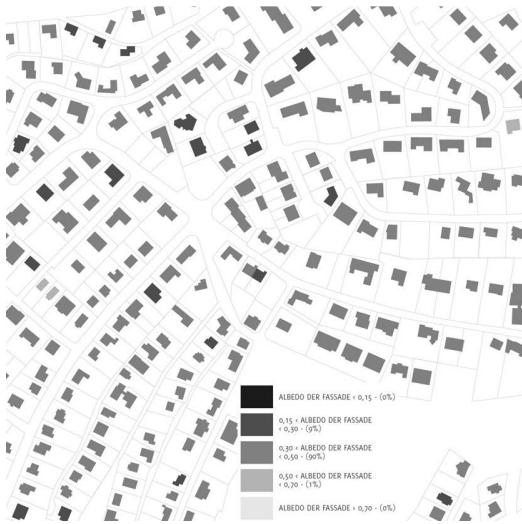 ALBEDO DER FASSADE < 0,15 - (0%)
0,15 < ALBEDO DER FASSADE
< 0,30 - (9%)
0,30 < ALBEDO DER FASSADE
< 0,50 - (90%)
0,50 < ALBEDO DER FASSADE
< 0,70 - (1%)
ALBEDO DER FASSADE > 0,70 - (0%)